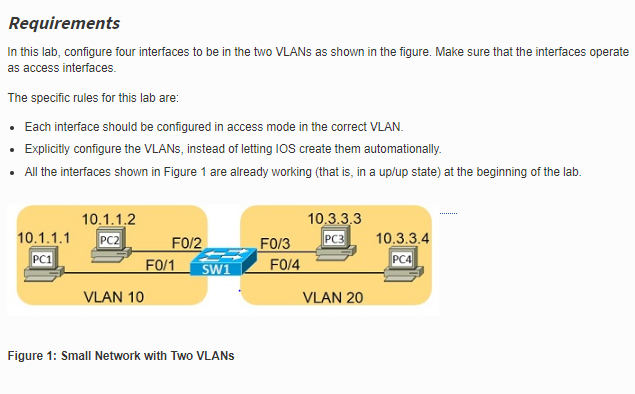 Requirements
In this lab, configure four interfaces to be in the two VLANs as shown in the figure. Make sure that the interfaces operate
as access interfaces.
The specific rules for this lab are:
• Each interface should be configured in access mode in the correct VLAN.
• Explicitly configure the VLANs, instead of letting IOS create them automatically.
• All the interfaces shown in Figure 1 are already working (that is, in a up/up state) at the beginning of the lab.
10.1.1.2
10.3.3.3
10.1.1.1
PC2
F0/2
F0/3
PC3
10.3.3.4
PC1
F0/1
SW1
F0/4
PC4
VLAN 10
VLAN 20
Figure 1: Small Network with Two VLANs